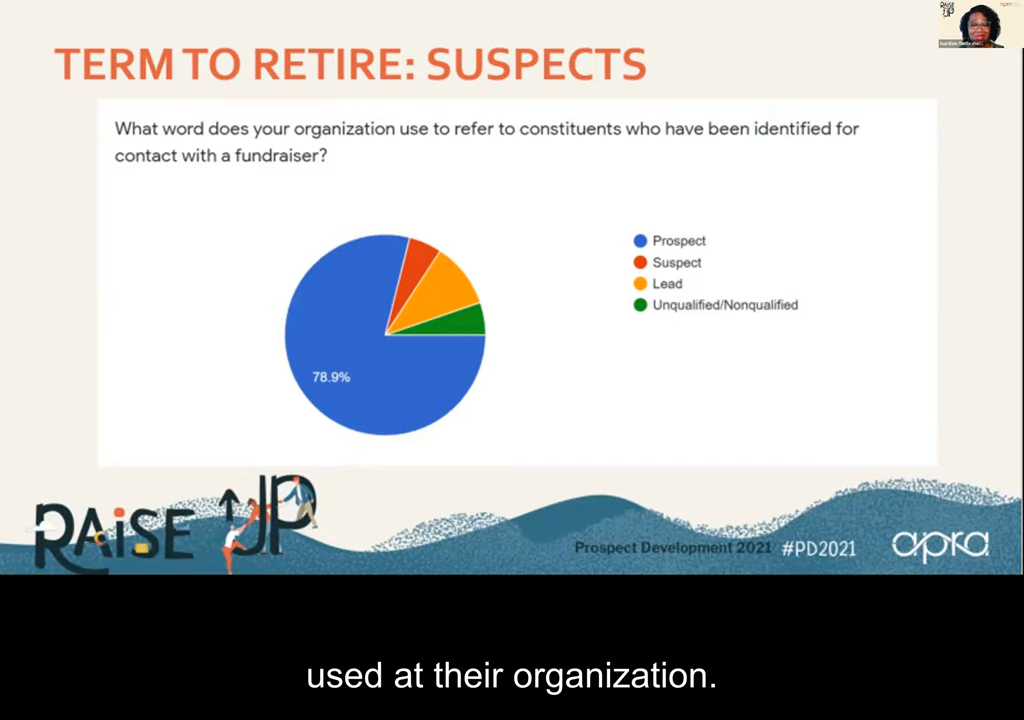 RAISE UP
TERM TO RETIRE: SUSPECTS
What word does your organization use to refer to constituents who have been identified for
contact with a fundraiser?
Prospect
Suspect
Lead
Unqualified/Nonqualified
78.9%
RAISE UP
Prospect Development 2021 #PD2021 apra
used at their organization.